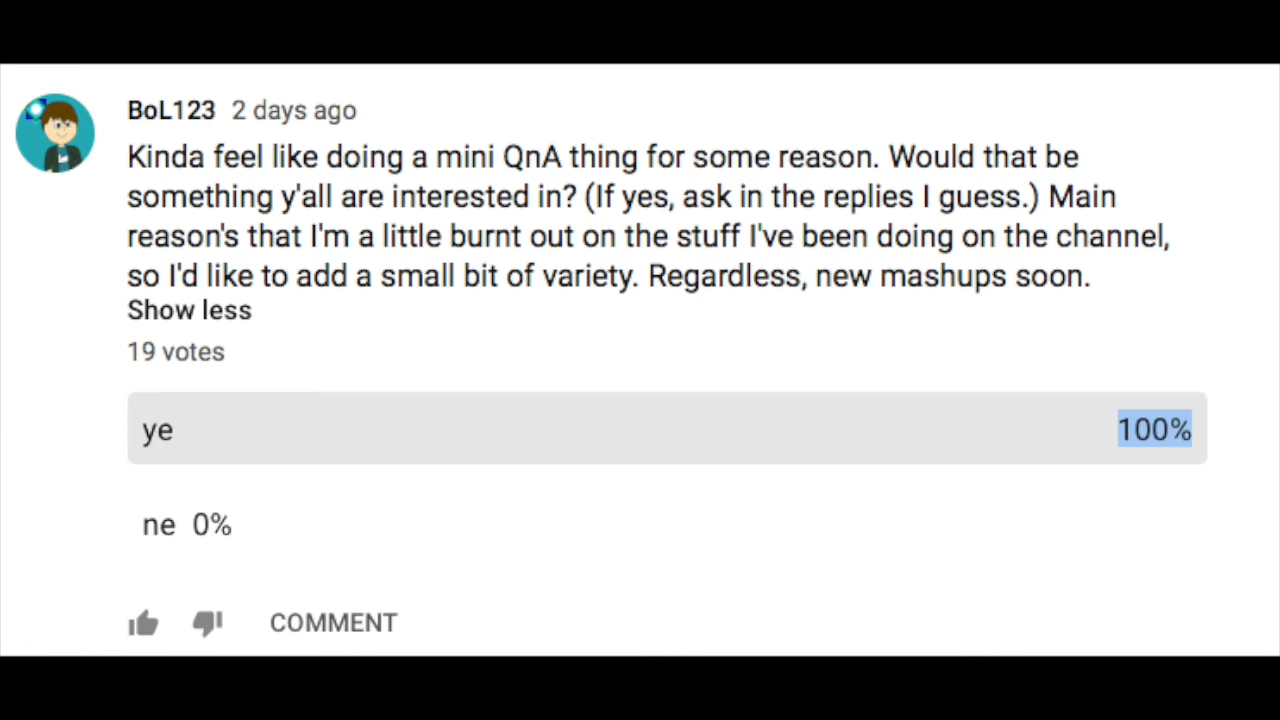 BoL123 2 days ago
Kinda feel like doing a mini QnA thing for some reason. Would that be
something y'all are interested in? (If yes, ask in the replies I guess.) Main
reason's that I'm a little burnt out on the stuff I've been doing on the channel,
so I'd like to add a small bit of variety. Regardless, new mashups soon.
Show less
19 votes
ye 100%
ne 0%
COMMENT